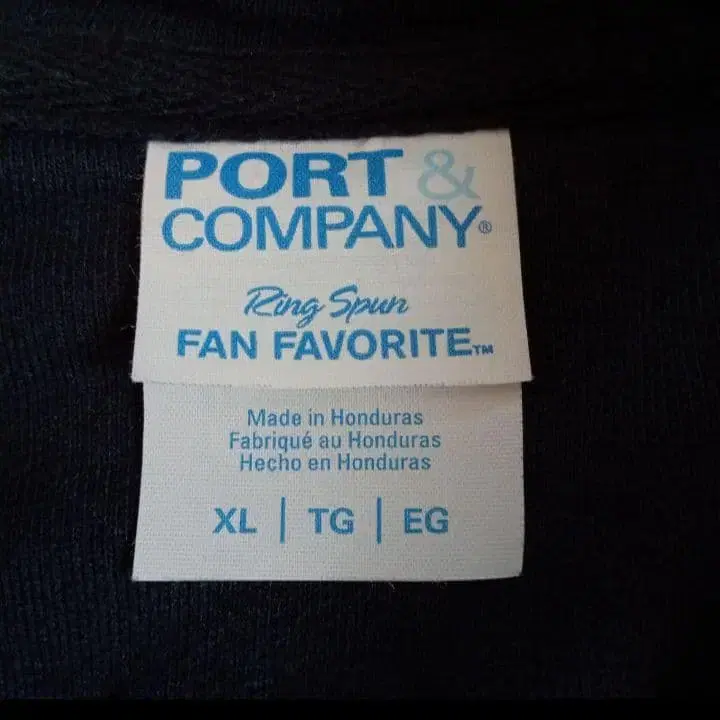 PORT &
COMPANY®
Ring Spun
FAN FAVORITE™
Made in Honduras
Fabriqué au Honduras
Hecho en Honduras
XL | TG | EG